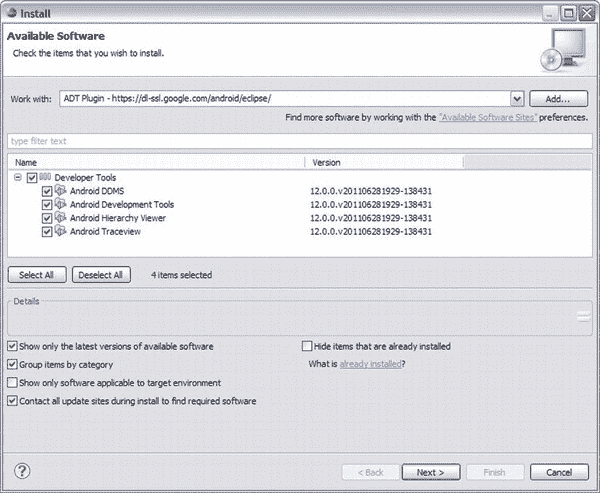 Install
Available Software
Check the items that you wish to install.
Work with: ADT Plugin - https://dl-ssl.google.com/android/eclipse/ Add...
Find more software by working with the "Available Software Sites" preferences.
type filter text
Name Version
Developer Tools
Android DDMS 12.0.0.v201106281929-138431
Android Development Tools 12.0.0.v201106281929-138431
Android Hierarchy Viewer 12.0.0.v201106281929-138431
Android Traceview 12.0.0.v201106281929-138431
Select All Deselect All 4 items selected
Details
Show only the latest versions of available software Hide items that are already installed
Group items by category What is already installed?
Show only software applicable to target environment
Contact all update sites during install to find required software
? < Back Next > Finish Cancel